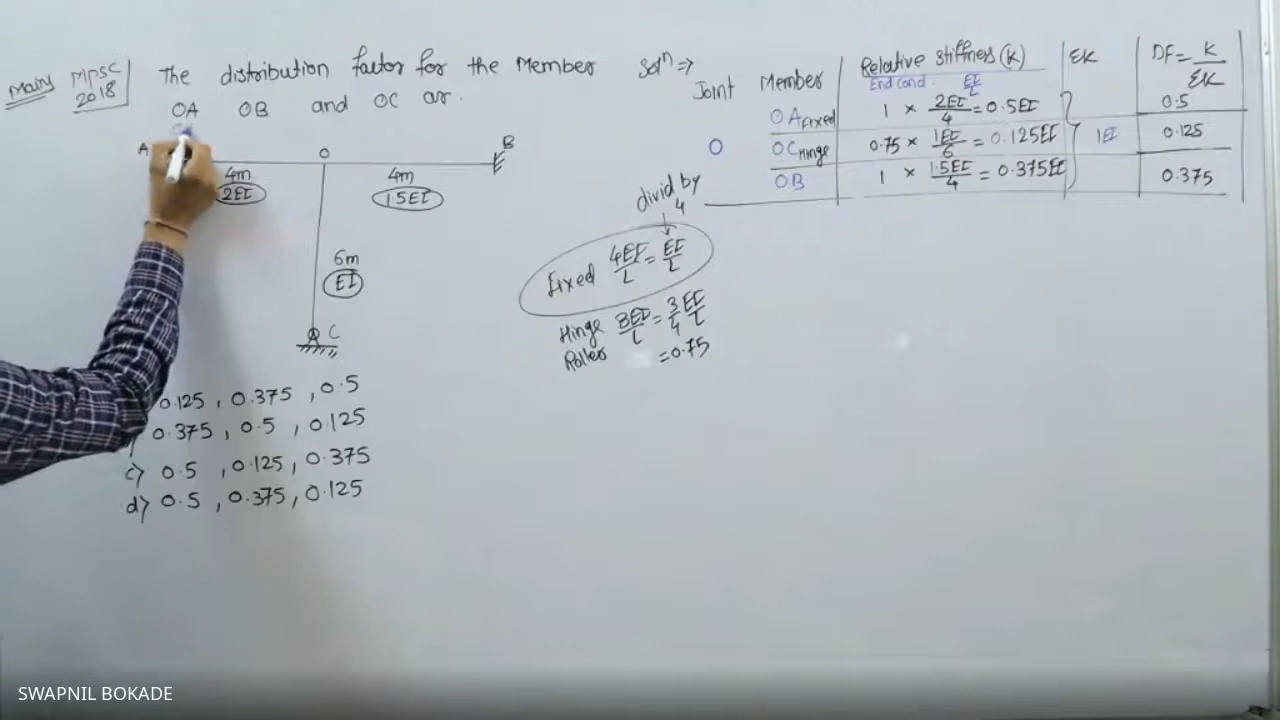 Mains MPSC 2018 The distribution factor for the Member
OA OB and OC ar.
A O B
4m 4m
2EI 1.5EI
6m
EI
C
0.125 , 0.375 , 0.5
0.375 , 0.5 , 0.125
c) 0.5 , 0.125 , 0.375
d) 0.5 , 0.375 , 0.125
Solⁿ ⇒
Joint Member Relative stiffness (K) ΣK DF = K/ΣK
End Cond. EI/L
OA Fixed 1 × 2EI/4 = 0.5EI 0.5
O OC Hinge 0.75 × 1EI/6 = 0.125EI 1EI 0.125
OB 1 × 1.5EI/4 = 0.375EI 0.375
divid by
4
Fixed 4EI/L = EI/L
Hinge 3EI/L = 3/4 EI/L
Roller = 0.75
SWAPNIL BOKADE